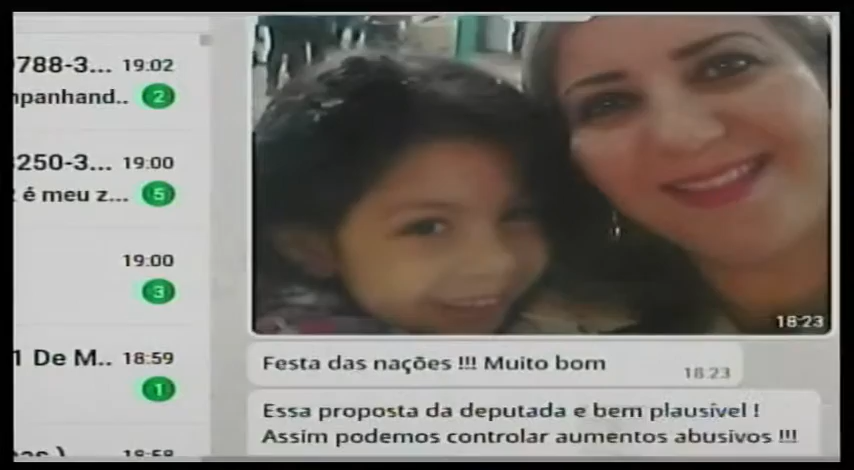 9788-3... 19:02
mpanhand.. 2
250-3... 19:00
é meu z... 5
19:00
3
1 De M.. 18:59
1
18:23
Festa das nações !!! Muito bom
18:23
Essa proposta da deputada e bem plausível !
Assim podemos controlar aumentos abusivos !!!